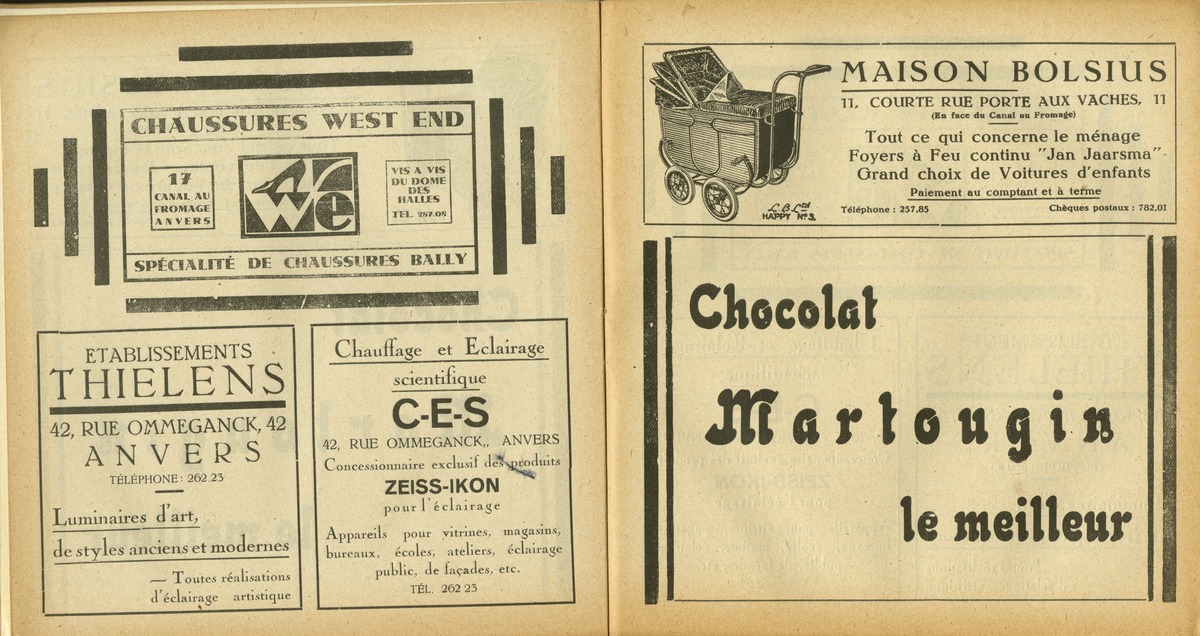 CHAUSSURES WEST END
17
CANAL AU
FROMAGE
ANVERS
We
VIS A VIS
DU DOME
DES
HALLES
TEL. 287.08
SPÉCIALITÉ DE CHAUSSURES BALLY
ETABLISSEMENTS
THIELENS
42, RUE OMMEGANCK, 42
ANVERS
TÉLÉPHONE : 262.23
Luminaires d'art,
de styles anciens et modernes
— Toutes réalisations
d'éclairage artistique
Chauffage et Eclairage
scientifique
C-E-S
42, RUE OMMEGANCK,, ANVERS
Concessionnaire exclusif des produits
ZEISS-IKON
pour l'éclairage
Appareils pour vitrines, magasins,
bureaux, écoles, ateliers, éclairage
public, de façades, etc.
TÉL. 262 23
MAISON BOLSIUS
11, COURTE RUE PORTE AUX VACHES, 11
(En face du Canal au Fromage)
Tout ce qui concerne le ménage
Foyers à Feu continu "Jan Jaarsma".
Grand choix de Voitures d'enfants
Paiement au comptant et à terme
Téléphone : 257.85 Chèques postaux : 782,01
L B Ltd
HAPPY No 3.
Chocolat
Martougin
le meilleur